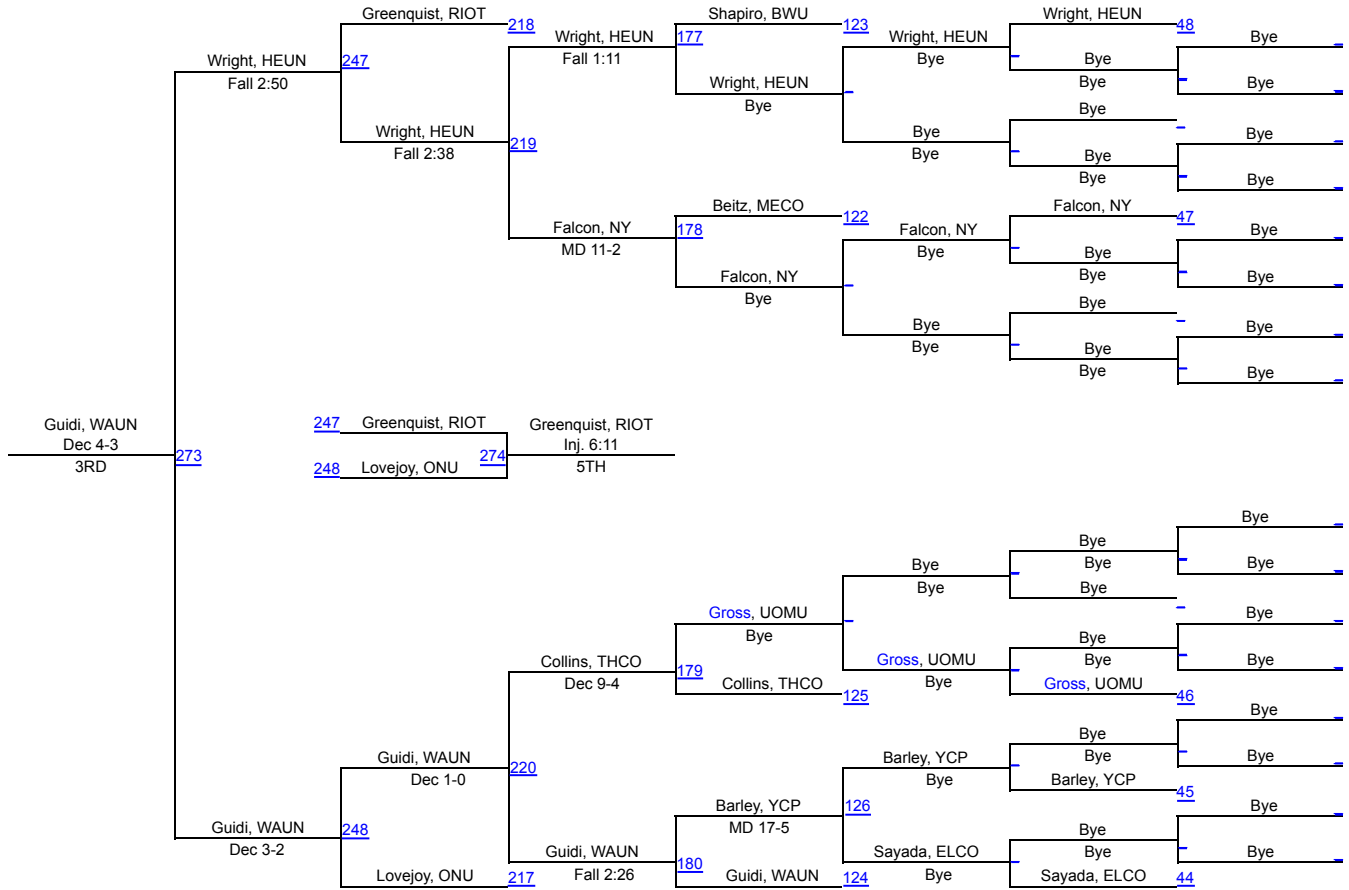 Greenquist, RIOT
218
Shapiro, BWU
123
Wright, HEUN
48
Wright, HEUN
Fall 1:11
177
Wright, HEUN
Bye
Bye
Wright, HEUN
Fall 2:50
247
Bye
Bye
Wright, HEUN
Bye
Bye
Bye
Wright, HEUN
Fall 2:38
219
Bye
Bye
Bye
Bye
Bye
Bye
Beitz, MECO
122
Falcon, NY
47
Falcon, NY
MD 11-2
178
Falcon, NY
Bye
Bye
Bye
Bye
Falcon, NY
Bye
Bye
Bye
Bye
Bye
Bye
Bye
Bye
Bye
Guidi, WAUN
Dec 4-3
3RD
273
247
Greenquist, RIOT
248
Lovejoy, ONU
274
Greenquist, RIOT
Inj. 6:11
5TH
Bye
Bye
Bye
Bye
Bye
Bye
Bye
Gross, UOMU
Bye
Bye
Collins, THCO
Dec 9-4
179
Gross, UOMU
Bye
Bye
Bye
Bye
Collins, THCO
125
Gross, UOMU
46
Bye
Guidi, WAUN
Dec 1-0
220
Barley, YCP
Bye
Bye
Bye
Bye
Barley, YCP
45
Barley, YCP
MD 17-5
126
Bye
Guidi, WAUN
Dec 3-2
248
Guidi, WAUN
Fall 2:26
180
Sayada, ELCO
Bye
Bye
Bye
Bye
Lovejoy, ONU
217
Guidi, WAUN
124
Sayada, ELCO
44